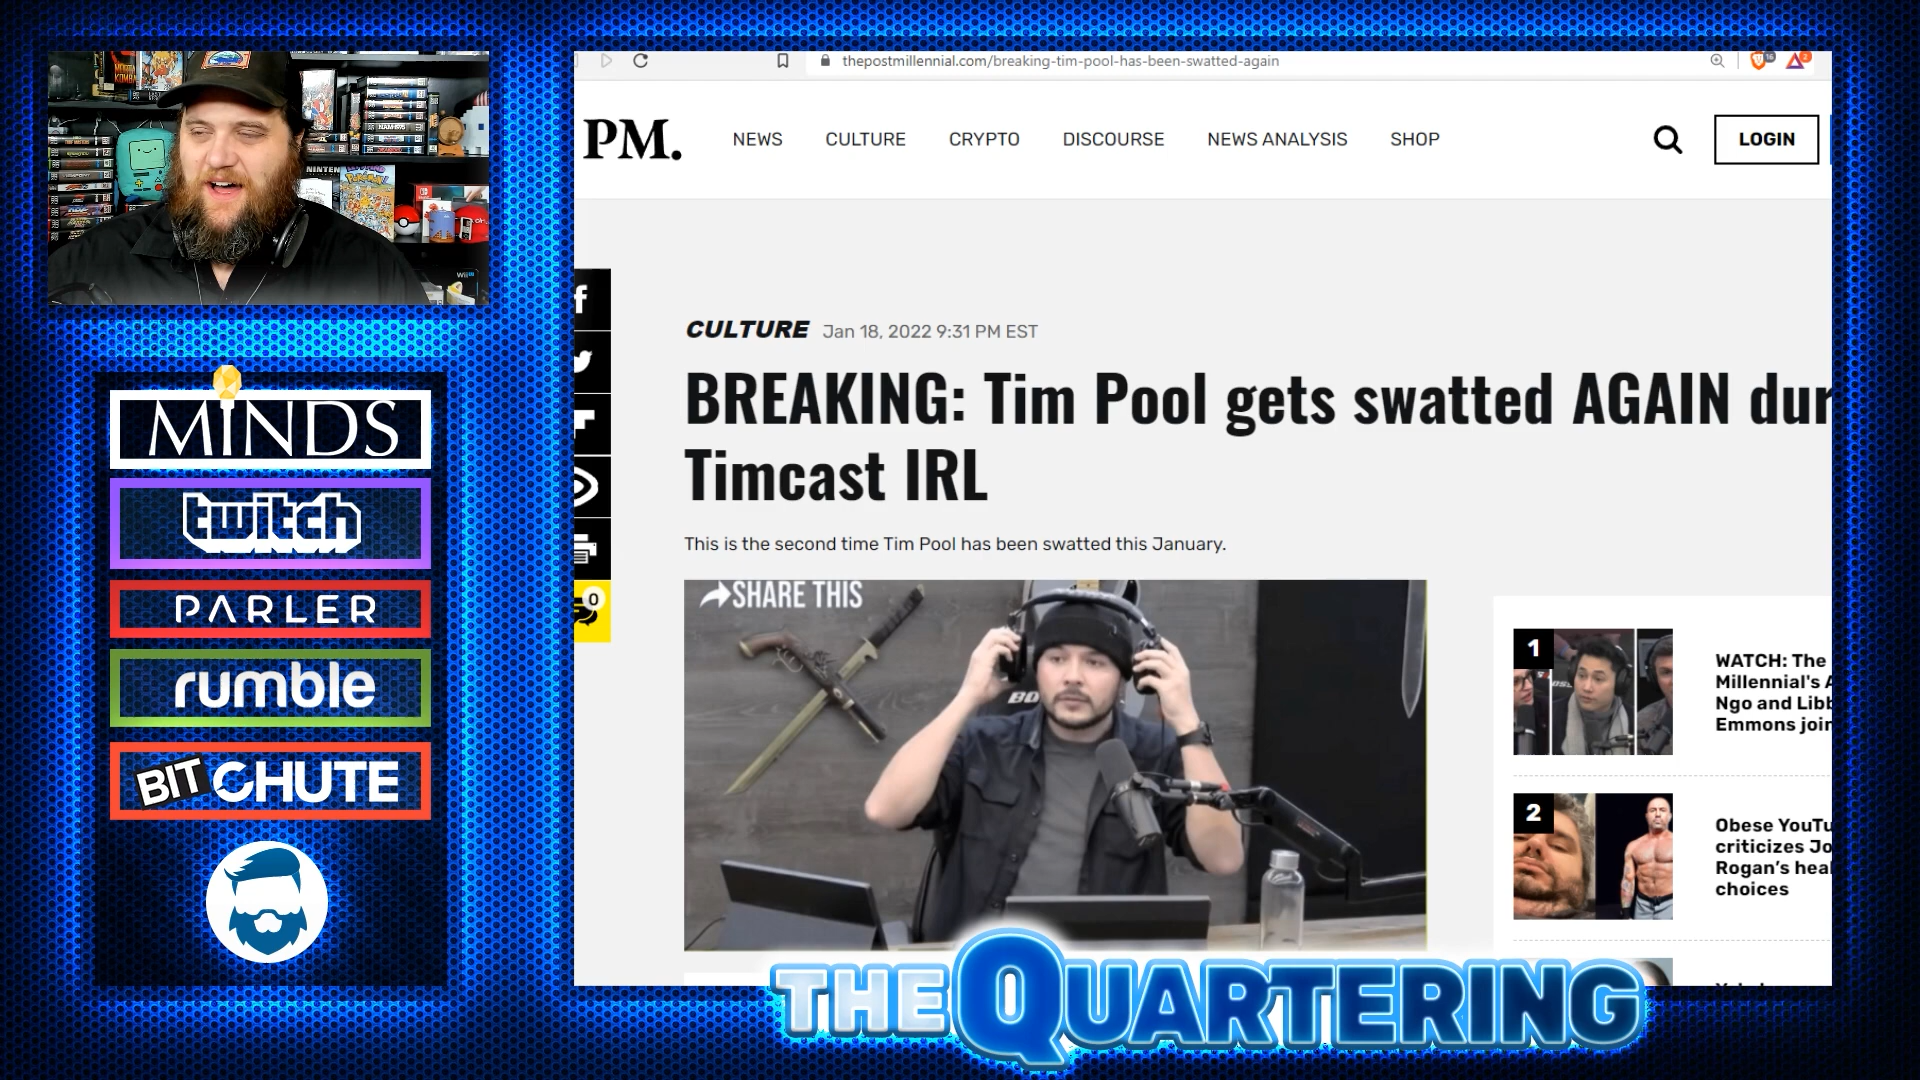 thepostmillennial.com/breaking-tim-pool-has-been-swatted-again
PM.
NEWS
CULTURE
CRYPTO
DISCOURSE
NEWS ANALYSIS
SHOP
LOGIN
CULTURE Jan 18, 2022 9:31 PM EST
BREAKING: Tim Pool gets swatted AGAIN dur
Timcast IRL
This is the second time Tim Pool has been swatted this January.
SHARE THIS
0
1
WATCH: The
Millennial's A
Ngo and Libb
Emmons join
2
Obese YouTu
criticizes Jo
Rogan's heal
choices
MINDS
twitch
PARLER
rumble
BITCHUTE
THE QUARTERING